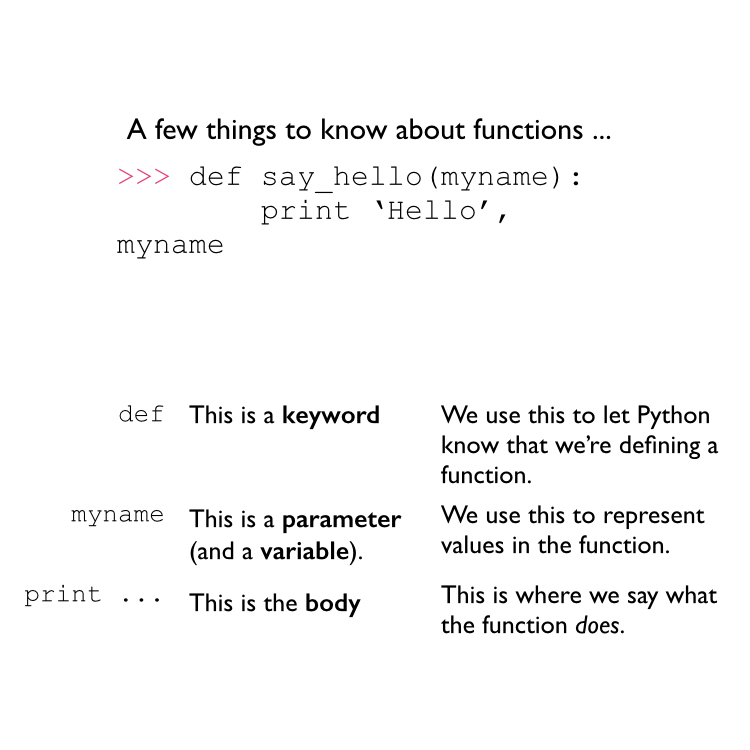 A few things to know about functions ...
>>> def say_hello(myname):
print ‘Hello’,
myname
def This is a keyword We use this to let Python
know that we’re defining a
function.
myname This is a parameter We use this to represent
(and a variable). values in the function.
print ... This is the body This is where we say what
the function does.